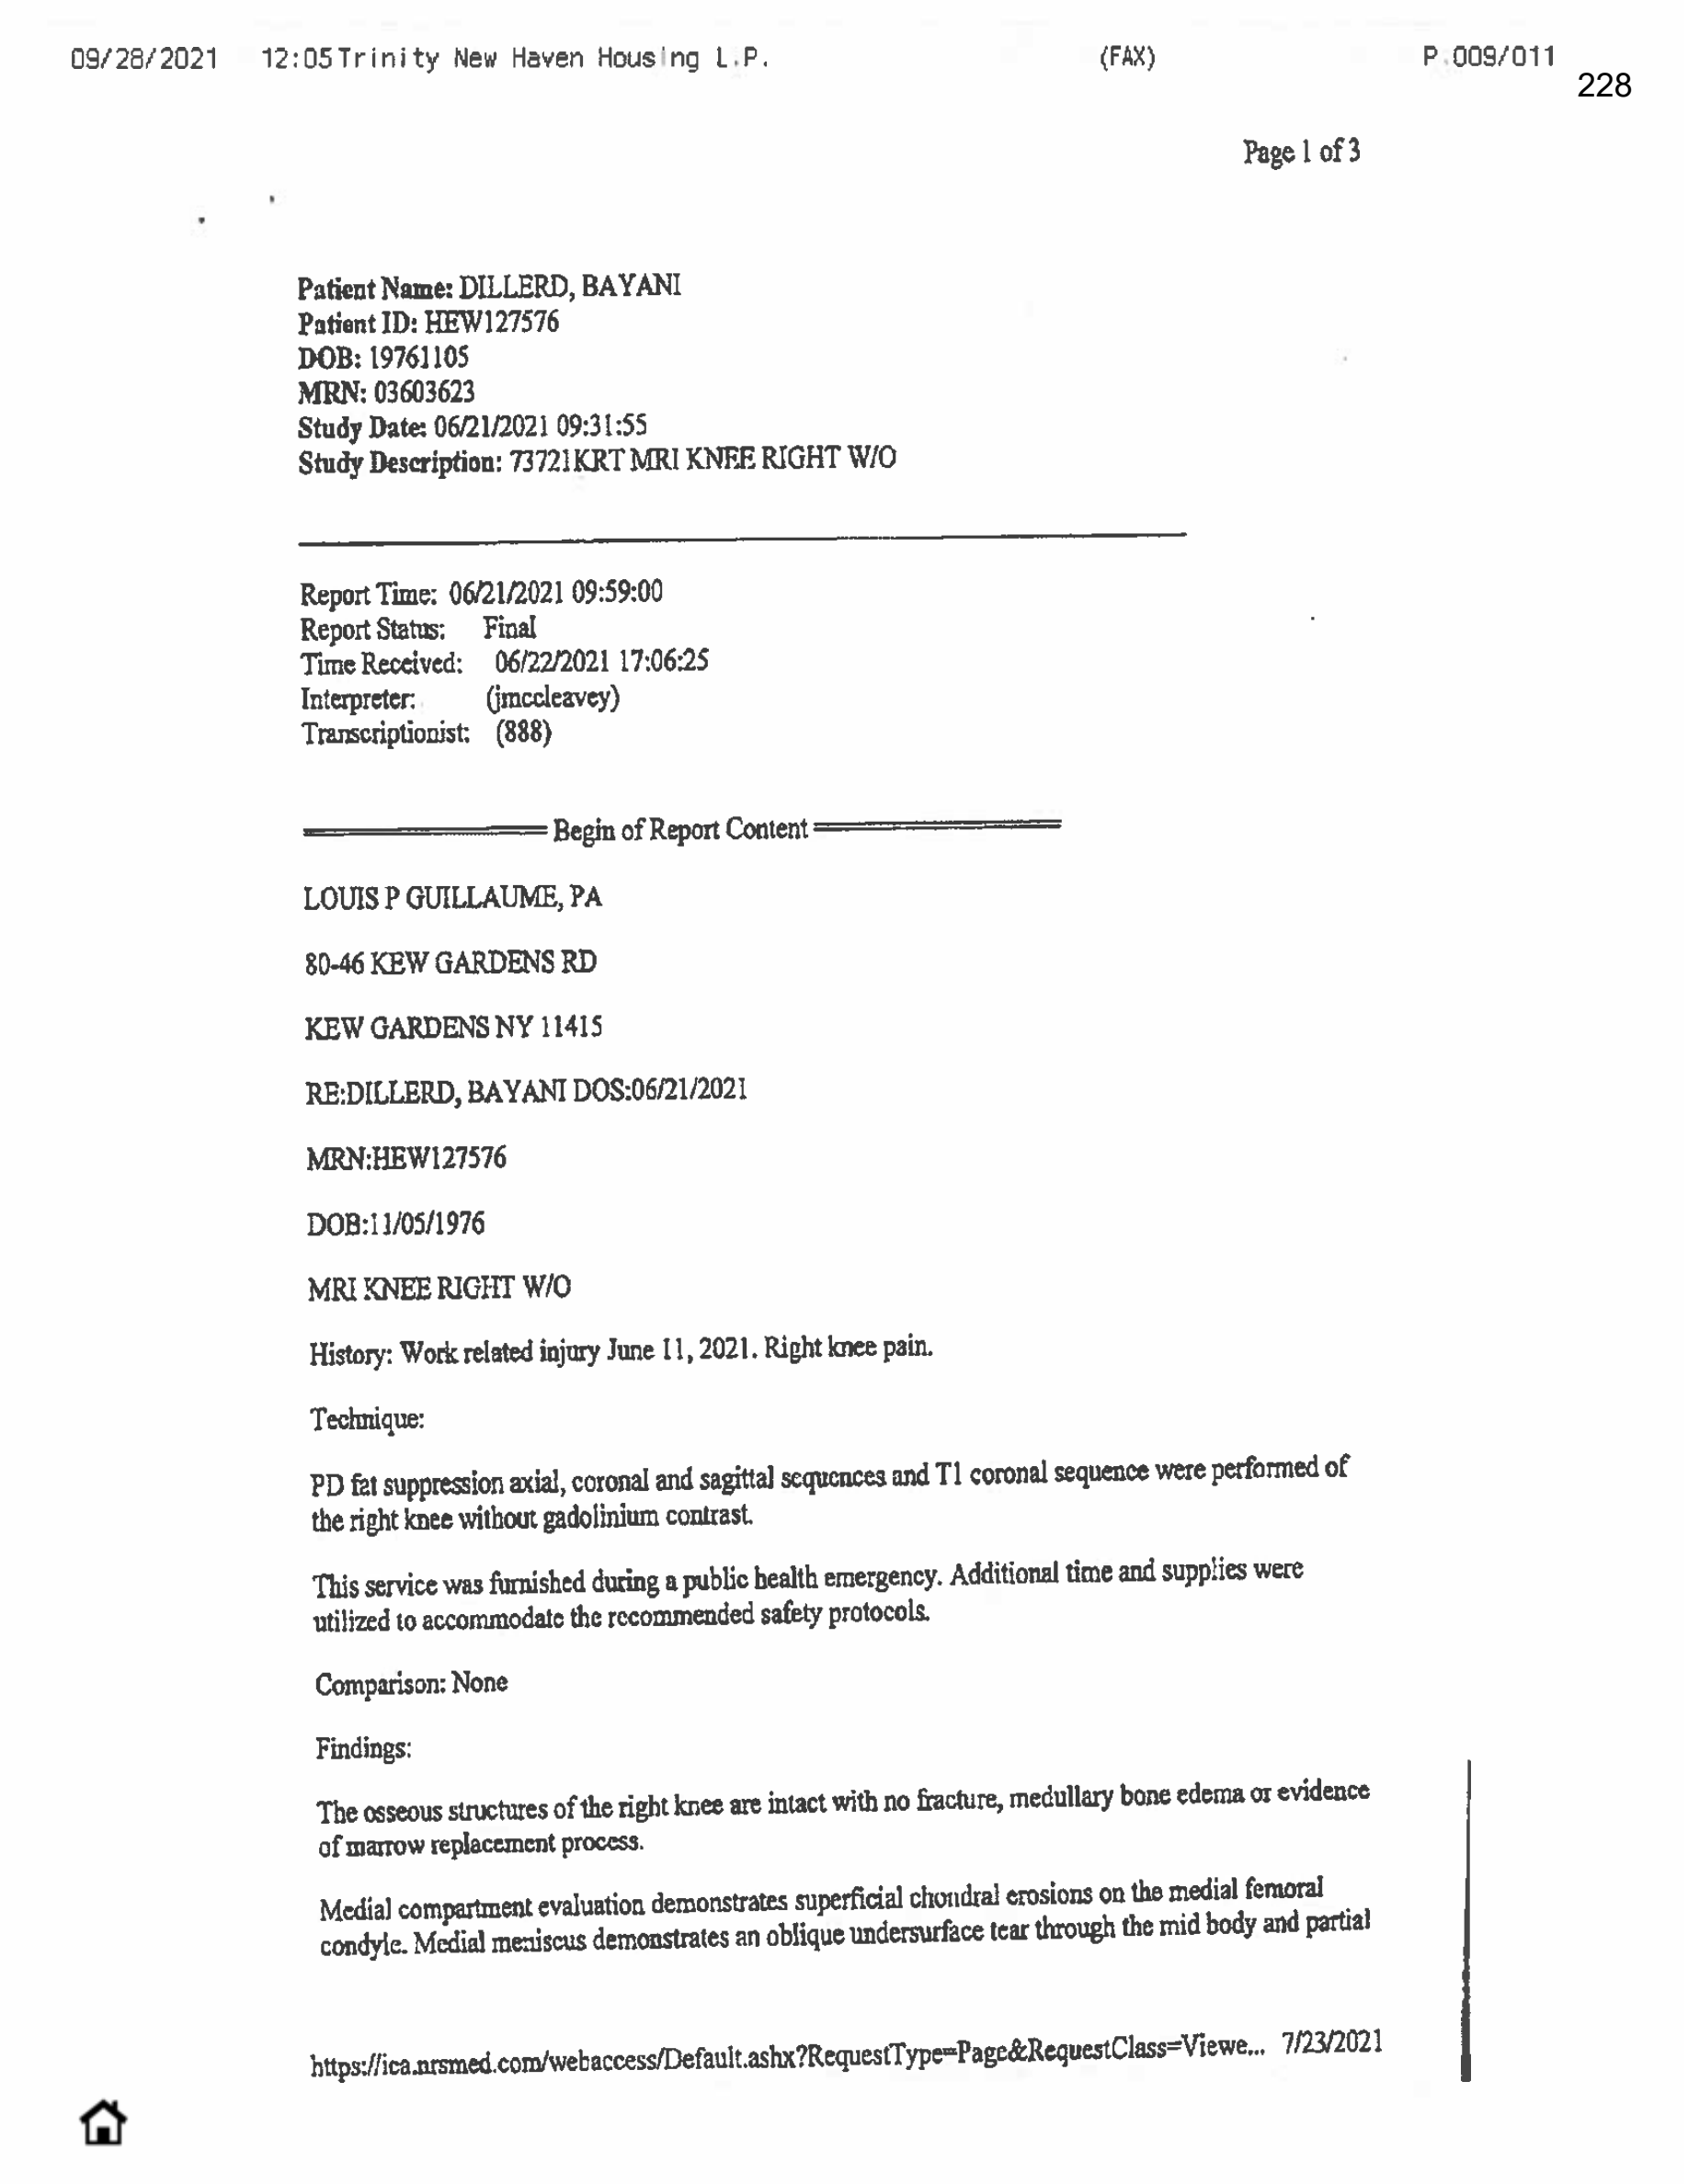 09/28/2021 12:05 Trinity New Haven Housing L.P. (FAX) P.009/011
228
Page 1 of 3
Patient Name: DILLERD, BAYANI
Patient ID: HEW127576
DOB: 19761105
MRN: 03603623
Study Date: 06/21/2021 09:31:55
Study Description: 73721KRT MRI KNEE RIGHT W/O
Report Time: 06/21/2021 09:59:00
Report Status: Final
Time Received: 06/22/2021 17:06:25
Interpreter: (jmccleavey)
Transcriptionist: (888)
Begin of Report Content
LOUIS P GUILLAUME, PA
80-46 KEW GARDENS RD
KEW GARDENS NY 11415
RE:DILLERD, BAYANI DOS:06/21/2021
MRN:HEW127576
DOB:11/05/1976
MRI KNEE RIGHT W/O
History: Work related injury June 11, 2021. Right knee pain.
Technique:
PD fat suppression axial, coronal and sagittal sequences and T1 coronal sequence were performed of
the right knee without gadolinium contrast.
This service was furnished during a public health emergency. Additional time and supplies were
utilized to accommodate the recommended safety protocols.
Comparison: None
Findings:
The osseous structures of the right knee are intact with no fracture, medullary bone edema or evidence
of marrow replacement process.
Medial compartment evaluation demonstrates superficial chondral erosions on the medial femoral
condyle. Medial meniscus demonstrates an oblique undersurface tear through the mid body and partial
https://ica.nrsmed.com/webaccess/Default.ashx?RequestType=Page&RequestClass=Viewe... 7/23/2021